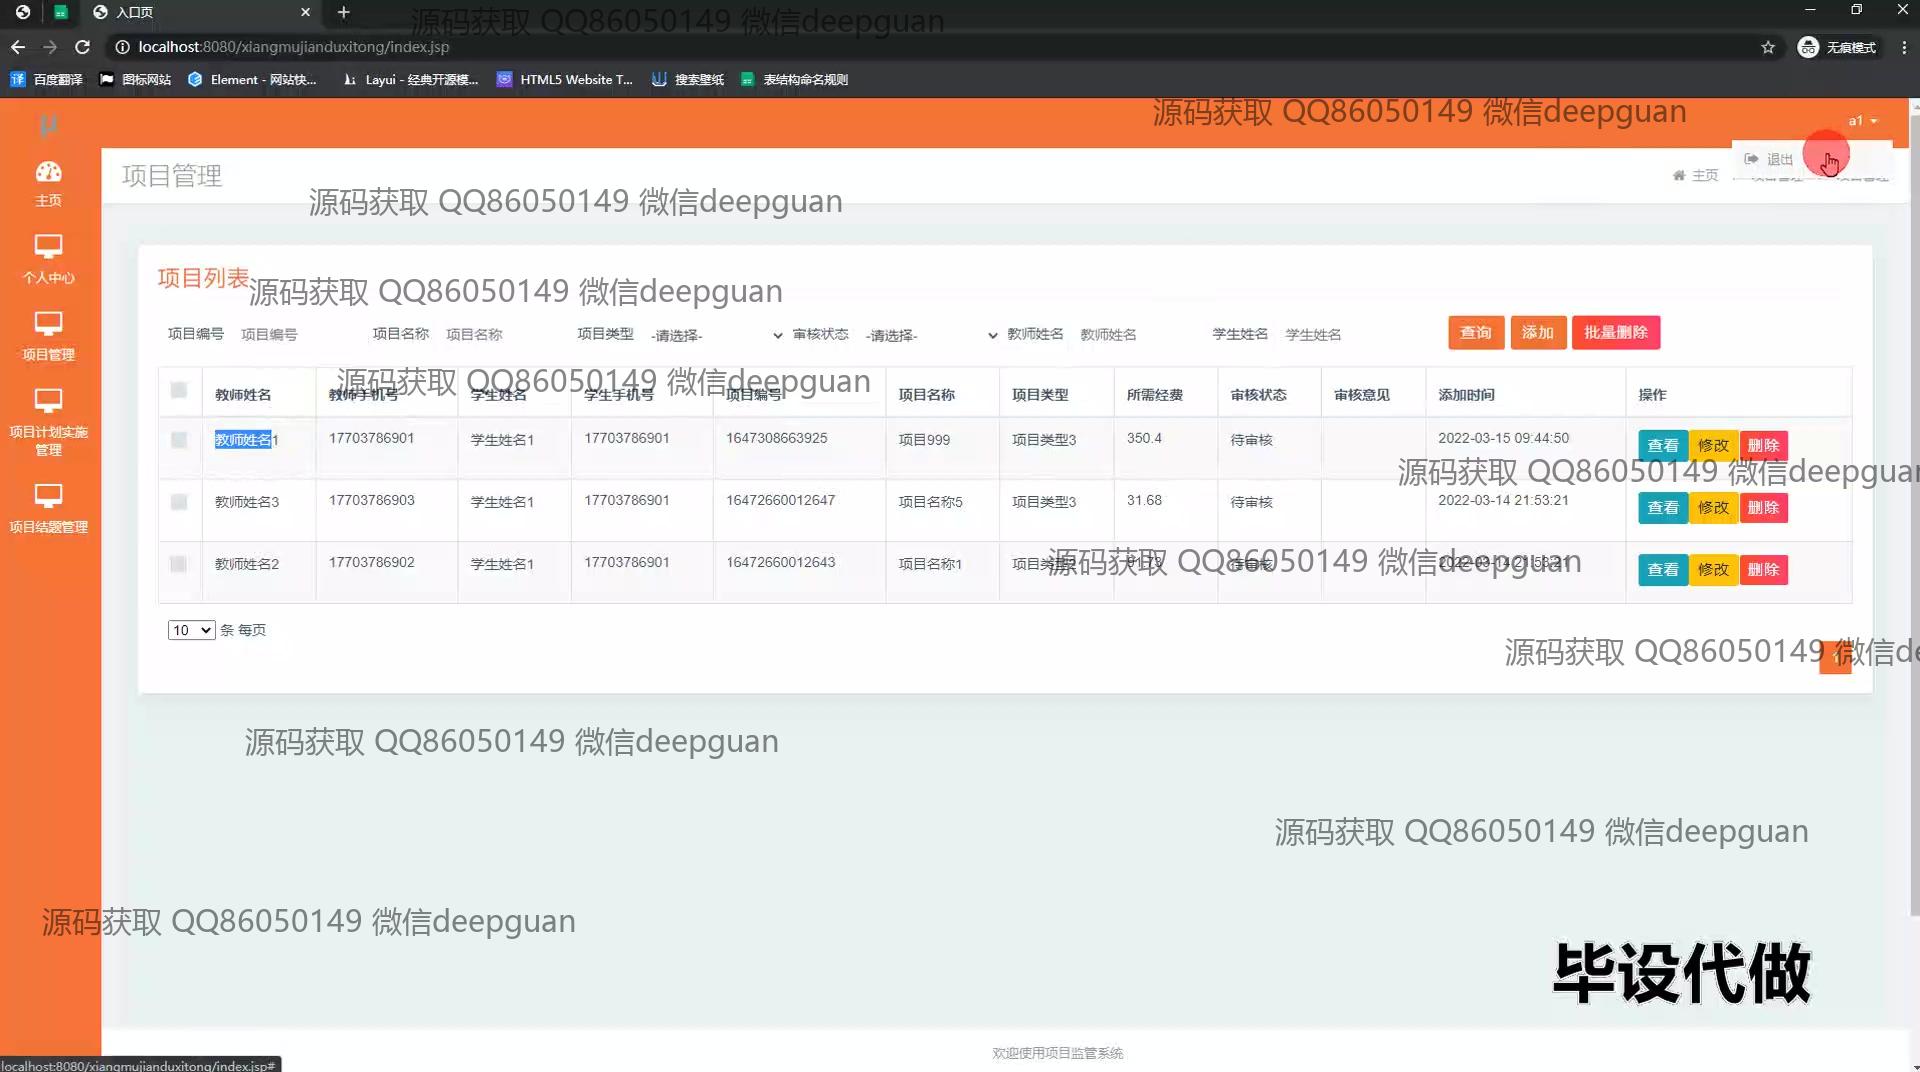 入口页
源码获取 QQ86050149 微信deepguan
localhost:8080/xiangmujianduxitong/index.jsp
无痕模式
百度翻译 图标网站 Element - 网站快... Layui - 经典开源模... HTML5 Website T... 搜索壁纸 表结构命名规则
源码获取 QQ86050149 微信deepguan
μ
a1
退出
主页
项目管理
主页
源码获取 QQ86050149 微信deepguan
个人中心
项目列表
源码获取 QQ86050149 微信deepguan
项目编号 项目编号 项目名称 项目名称 项目类型 -请选择- 审核状态 -请选择- 教师姓名 教师姓名 学生姓名 学生姓名 查询 添加 批量删除
项目管理
源码获取 QQ86050149 微信deepguan
教师姓名 教师手机号 学生姓名 学生手机号 项目编号 项目名称 项目类型 所需经费 审核状态 审核意见 添加时间 操作
教师姓名1 17703786901 学生姓名1 17703786901 1647308663925 项目999 项目类型3 350.4 待审核 2022-03-15 09:44:50 查看 修改 删除
项目计划实施管理
源码获取 QQ86050149 微信deepguan
教师姓名3 17703786903 学生姓名1 17703786901 16472660012647 项目名称5 项目类型3 31.68 待审核 2022-03-14 21:53:21 查看 修改 删除
项目结题管理
教师姓名2 17703786902 学生姓名1 17703786901 16472660012643 项目名称1 待审核 2022-03-14 21:53:21 查看 修改 删除
源码获取 QQ86050149 微信deepguan
10 条 每页
源码获取 QQ86050149 微信de
源码获取 QQ86050149 微信deepguan
源码获取 QQ86050149 微信deepguan
源码获取 QQ86050149 微信deepguan
毕设代做
欢迎使用项目监管系统
localhost:8080/xiangmujianduxitong/index.jsp#